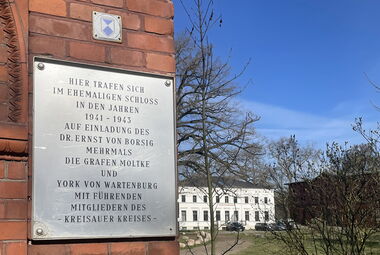 HIER TRAFEN SICH
IM EHEMALIGEN SCHLOSS
IN DEN JAHREN
1941 - 1943
AUF EINLADUNG DES
DR. ERNST VON BORSIG
MEHRMALS
DIE GRAFEN MOLTKE
UND
YORK VON WARTENBURG
MIT FÜHRENDEN
MITGLIEDERN DES
- KREISAUER KREISES -